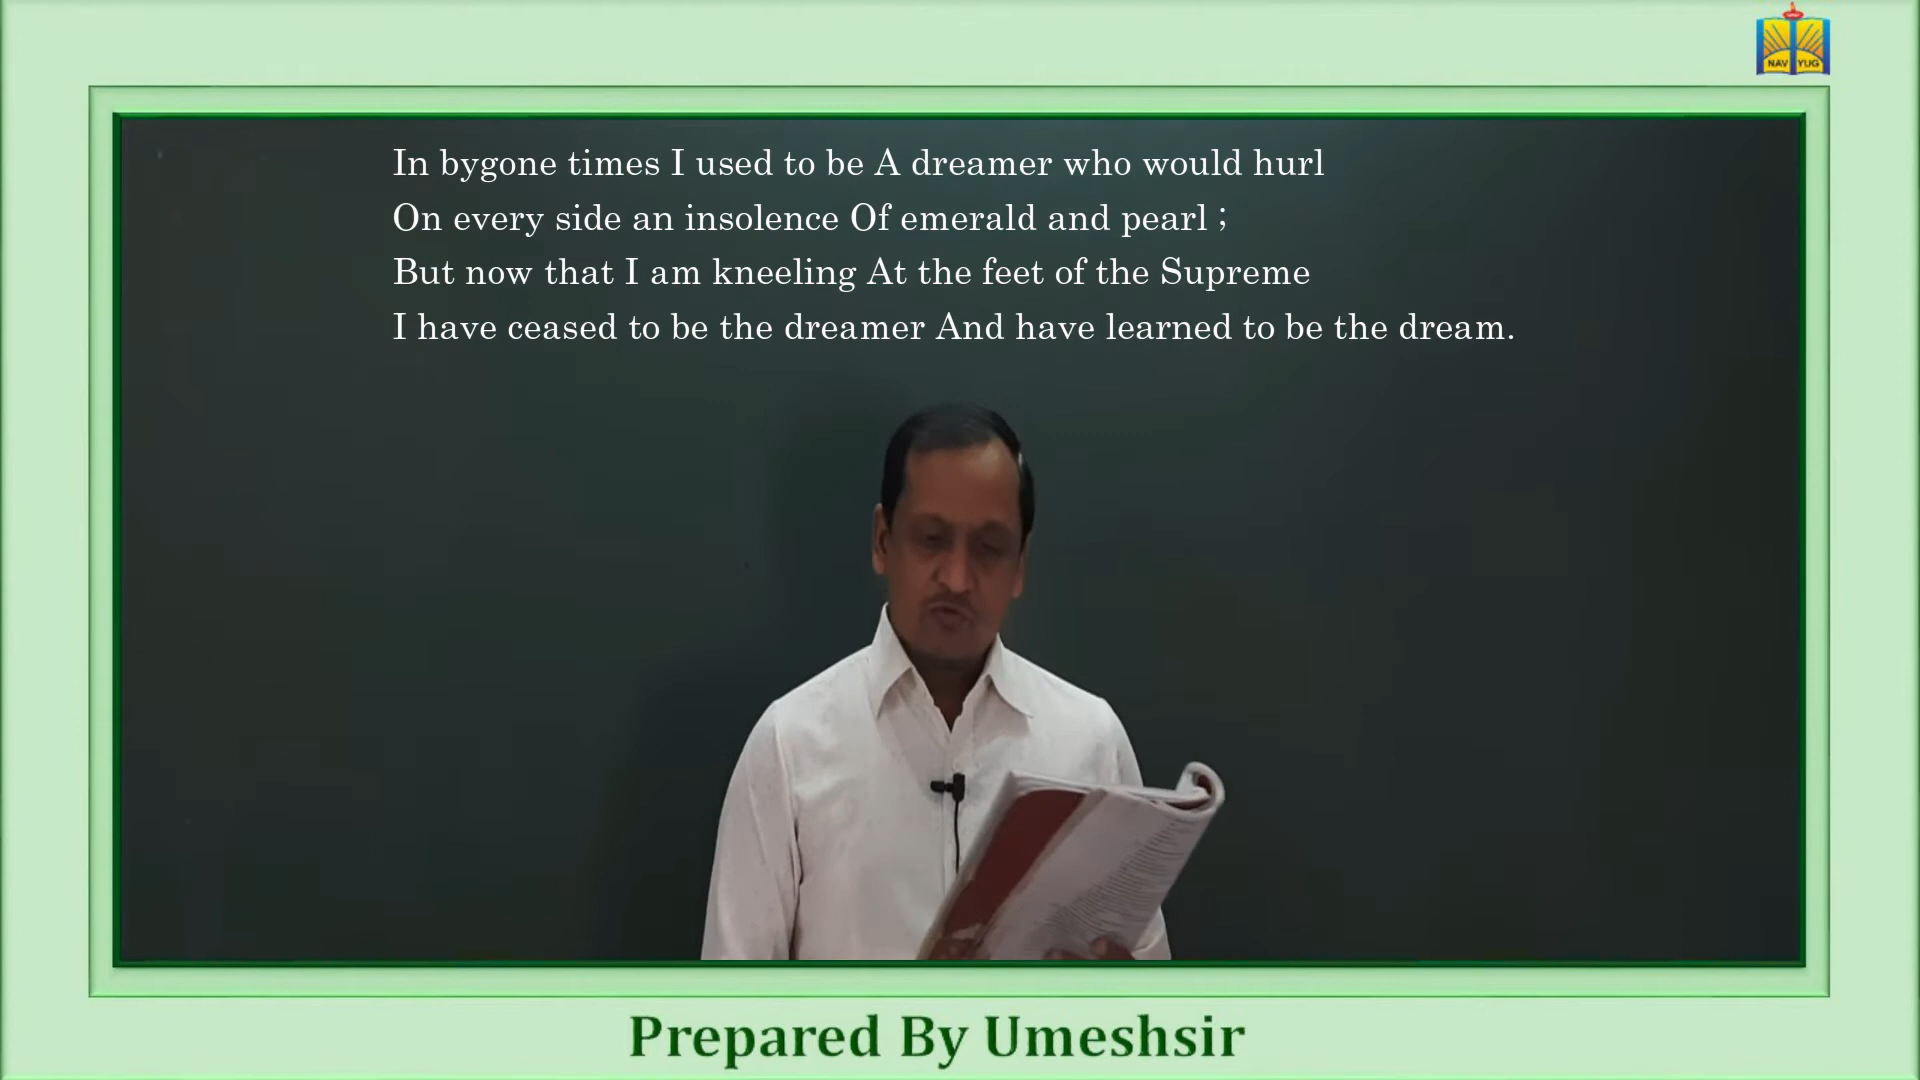 NAV YUG
In bygone times I used to be A dreamer who would hurl
On every side an insolence Of emerald and pearl ;
But now that I am kneeling At the feet of the Supreme
I have ceased to be the dreamer And have learned to be the dream.
Prepared By Umeshsir